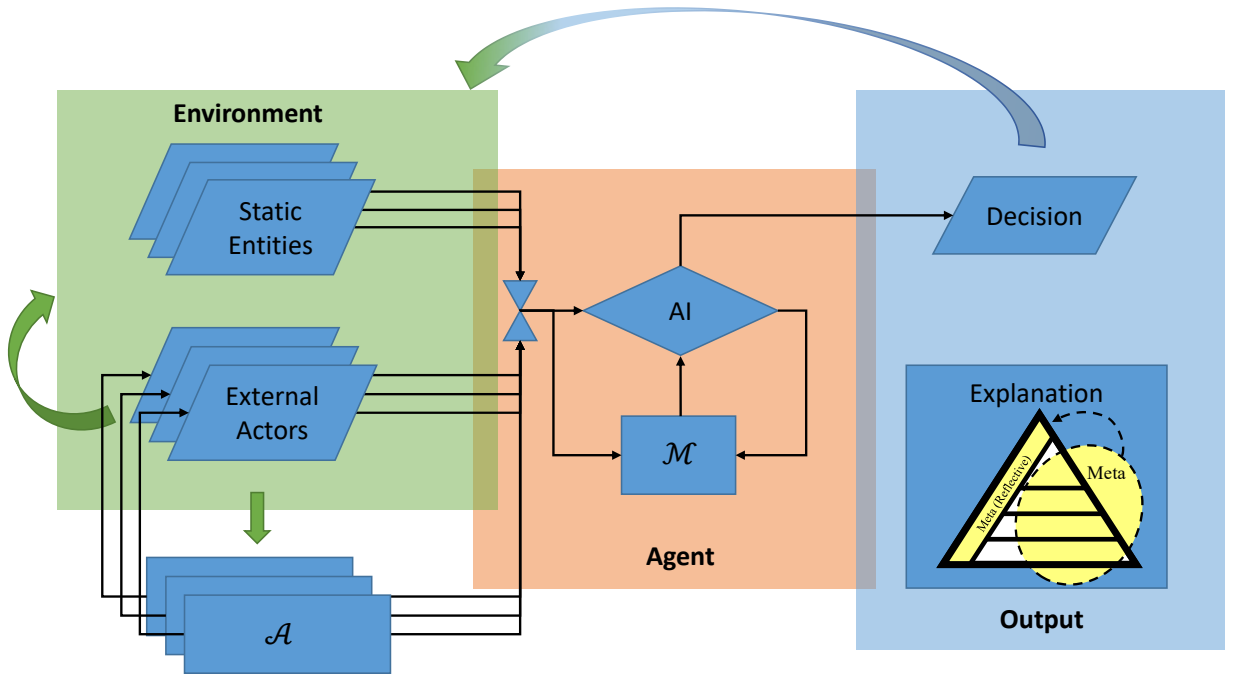 Environment
Static
Entities
External
Actors
𝒜
AI
ℳ
Agent
Decision
Explanation
Meta (Reflective)
Meta
Output